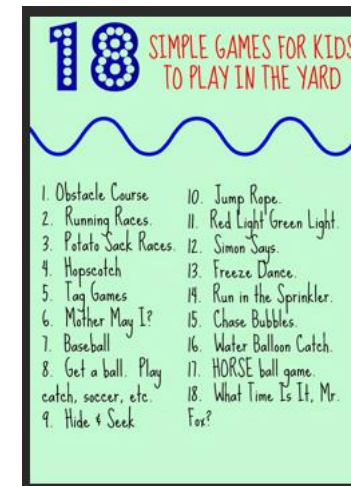 18
SIMPLE GAMES FOR KIDS
TO PLAY IN THE YARD
1. Obstacle Course
2. Running Races.
3. Potato Sack Races.
4. Hopscotch
5. Tag Games
6. Mother May I?
7. Baseball
8. Get a ball. Play
catch, soccer, etc.
9. Hide & Seek
10. Jump Rope.
11. Red Light Green Light.
12. Simon Says.
13. Freeze Dance.
14. Run in the Sprinkler.
15. Chase Bubbles.
16. Water Balloon Catch.
17. HORSE ball game.
18. What Time Is It, Mr.
Fox?